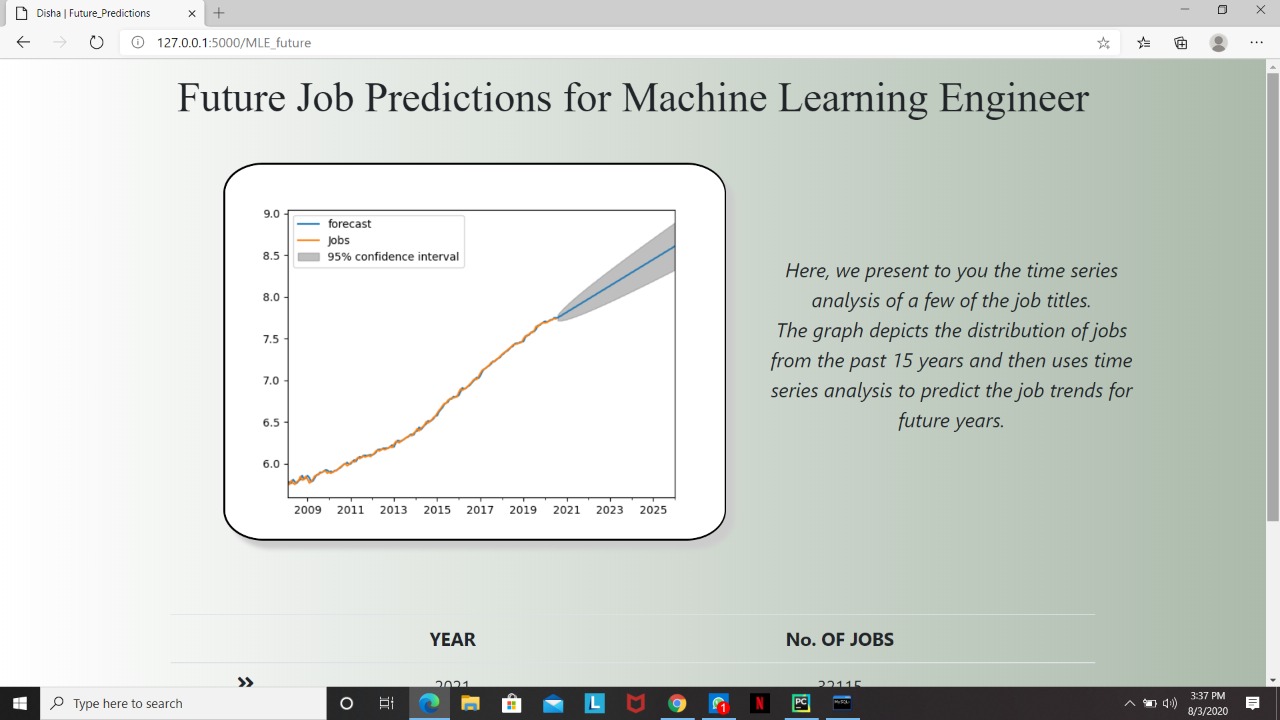 Disha | Future_Predictions
127.0.0.1:5000/MLE_future
Future Job Predictions for Machine Learning Engineer
9.0
8.5
8.0
7.5
7.0
6.5
6.0
forecast
Jobs
95% confidence interval
2009 2011 2013 2015 2017 2019 2021 2023 2025
Here, we present to you the time series
analysis of a few of the job titles.
The graph depicts the distribution of jobs
from the past 15 years and then uses time
series analysis to predict the job trends for
future years.
YEAR No. OF JOBS
2021 32115
Type here to search
L
1
N
PC
MySQL
3:37 PM
8/3/2020